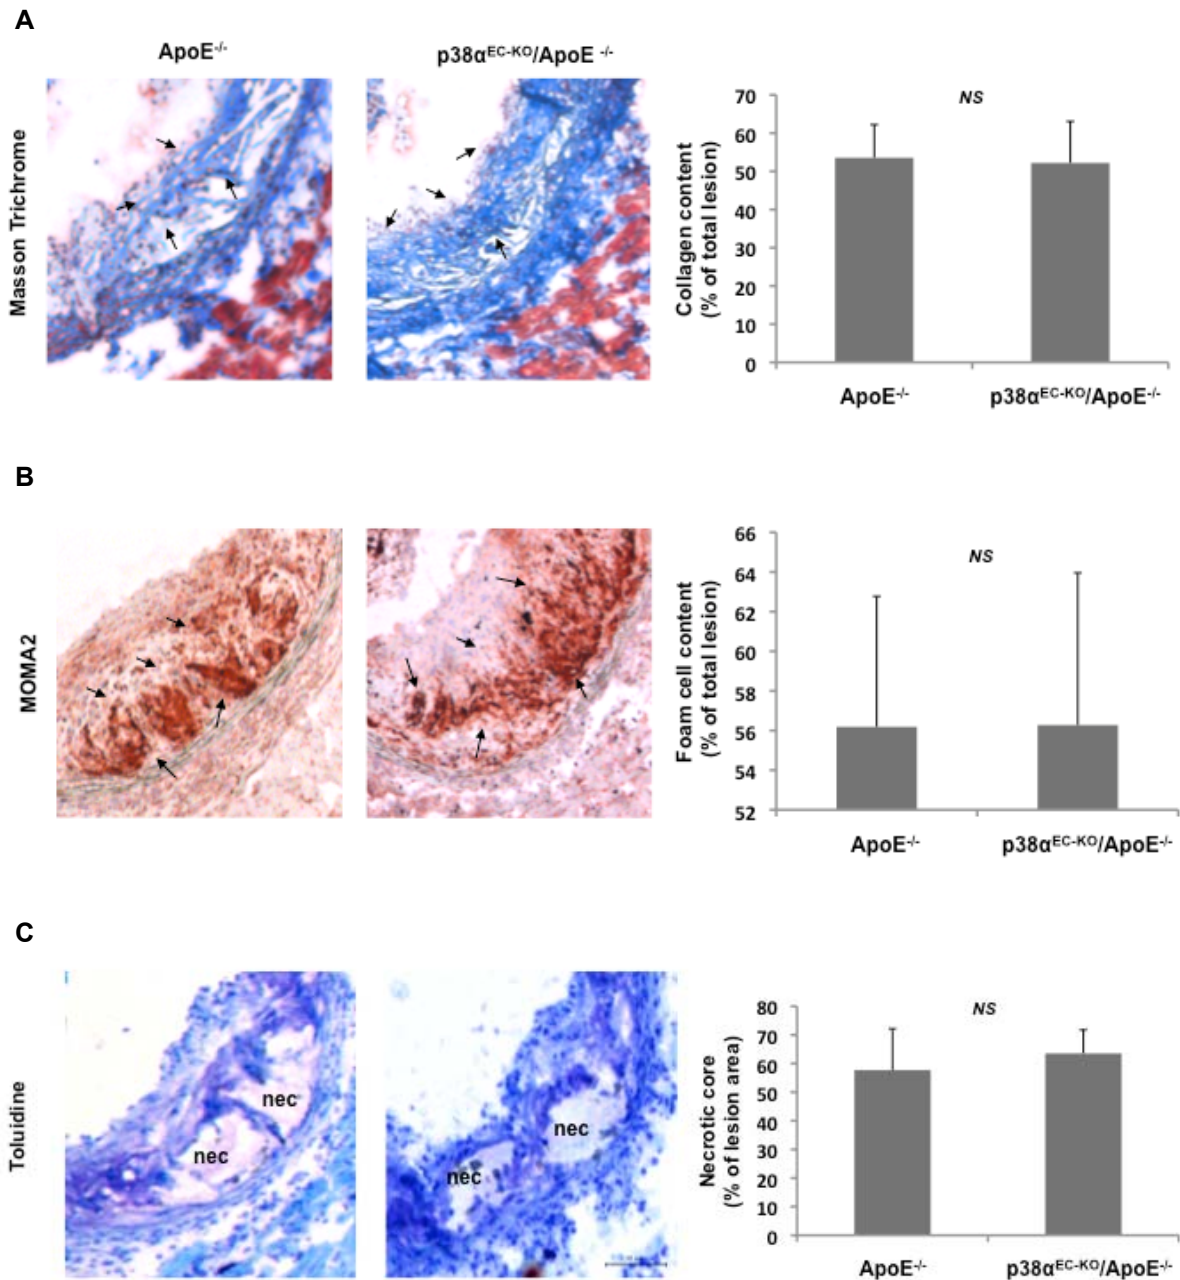 A
ApoE-/-
p38αEC-KO/ApoE -/-
Masson Trichrome
Collagen content
(% of total lesion)
NS
70
60
50
40
30
20
10
0
ApoE-/-
p38αEC-KO/ApoE-/-
B
MOMA2
Foam cell content
(% of total lesion)
NS
66
64
62
60
58
56
54
52
ApoE-/-
p38αEC-KO/ApoE-/-
C
Toluidine
nec
nec
nec
nec
Necrotic core
(% of lesion area)
NS
80
70
60
50
40
30
20
10
0
ApoE-/-
p38αEC-KO/ApoE-/-